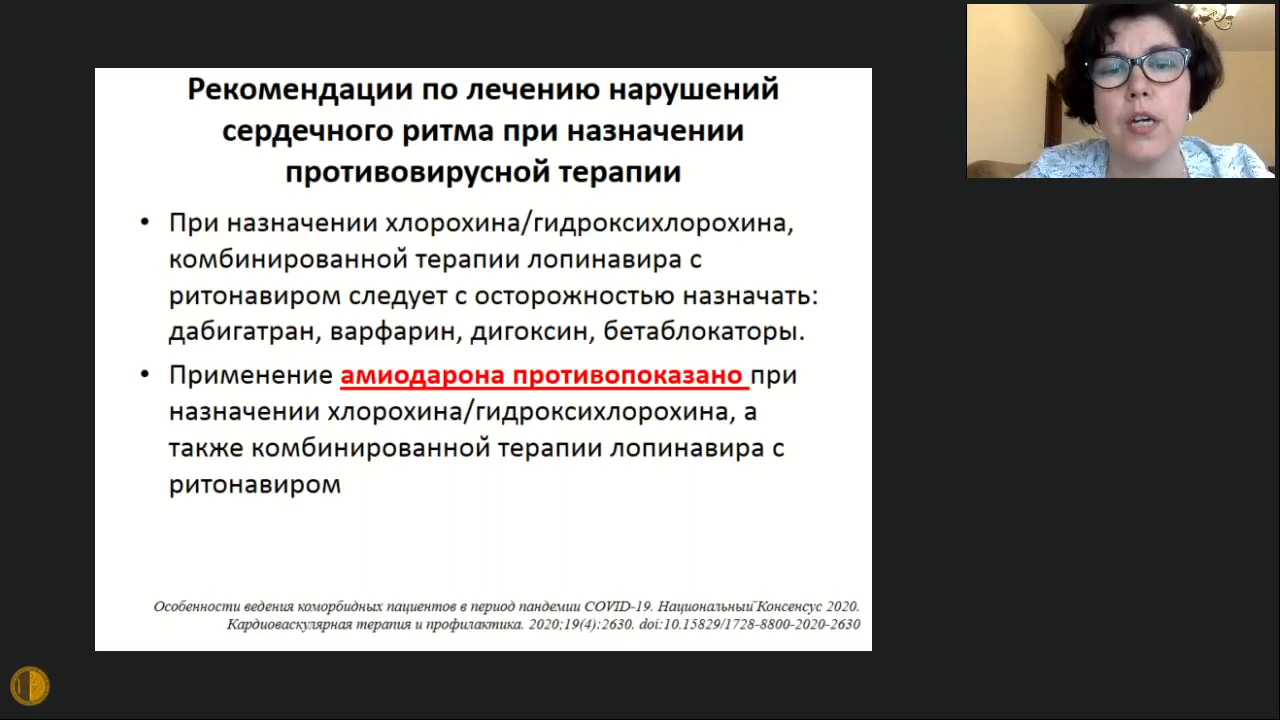 Рекомендации по лечению нарушений
сердечного ритма при назначении
противовирусной терапии
• При назначении хлорохина/гидроксихлорохина,
комбинированной терапии лопинавира с
ритонавиром следует с осторожностью назначать:
дабигатран, варфарин, дигоксин, бетаблокаторы.
• Применение амиодарона противопоказано при
назначении хлорохина/гидроксихлорохина, а
также комбинированной терапии лопинавира с
ритонавиром
Особенности ведения коморбидных пациентов в период пандемии COVID-19. Национальный Консенсус 2020.
Кардиоваскулярная терапия и профилактика. 2020;19(4):2630. doi:10.15829/1728-8800-2020-2630